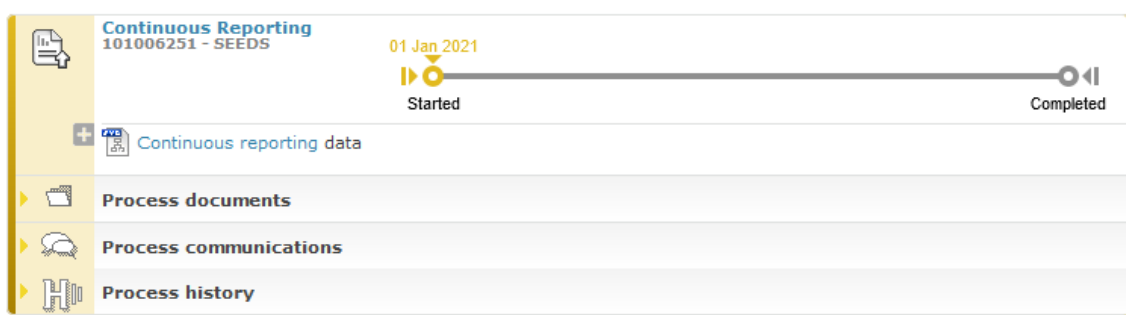 Continuous Reporting
101006251 - SEEDS
01 Jan 2021
Started
Completed
Continuous reporting data
Process documents
Process communications
Process history